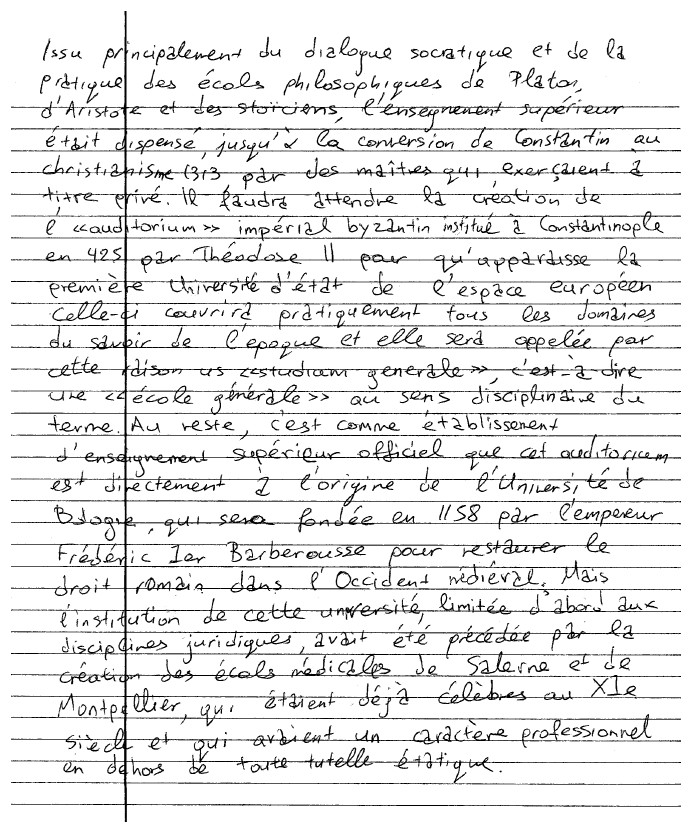 Issu principalement du dialogue socratique et de la
pratique des écols philosophiques de Platon,
d'Aristote et des stoïciens, l'enseignement supérieur
était dispensé, jusqu'à la conversion de Constantin au
christianisme (313 par des maîtres qui exerçaient à
titre privé. Il faudra attendre la création de
l'«auditorium» impérial byzantin institué à Constantinople
en 425 par Théodose II pour qu'apparaisse la
première Université d'état de l'espace européen
Celle-ci couvrira pratiquement tous les domaines
du savoir de l'époque et elle sera appelée par
cette raison us «studium generale», c'est-à-dire
une «école générale» au sens disciplinaire du
terme. Au reste, c'est comme établissement
d'enseignement supérieur officiel que cet auditorium
est directement à l'origine de l'Université de
Bologne, qui sera fondée en 1158 par l'empereur
Frédéric Ier Barberousse pour restaurer le
droit romain dans l'Occident médiéval. Mais
l'institution de cette université, limitée d'abord aux
disciplines juridiques, avait été précédée par la
création des écols médicales de Salerne et de
Montpellier, qui étaient déjà célèbres au XIe
siècle et qui avaient un caractère professionnel
en dehors de toute tutelle étatique.